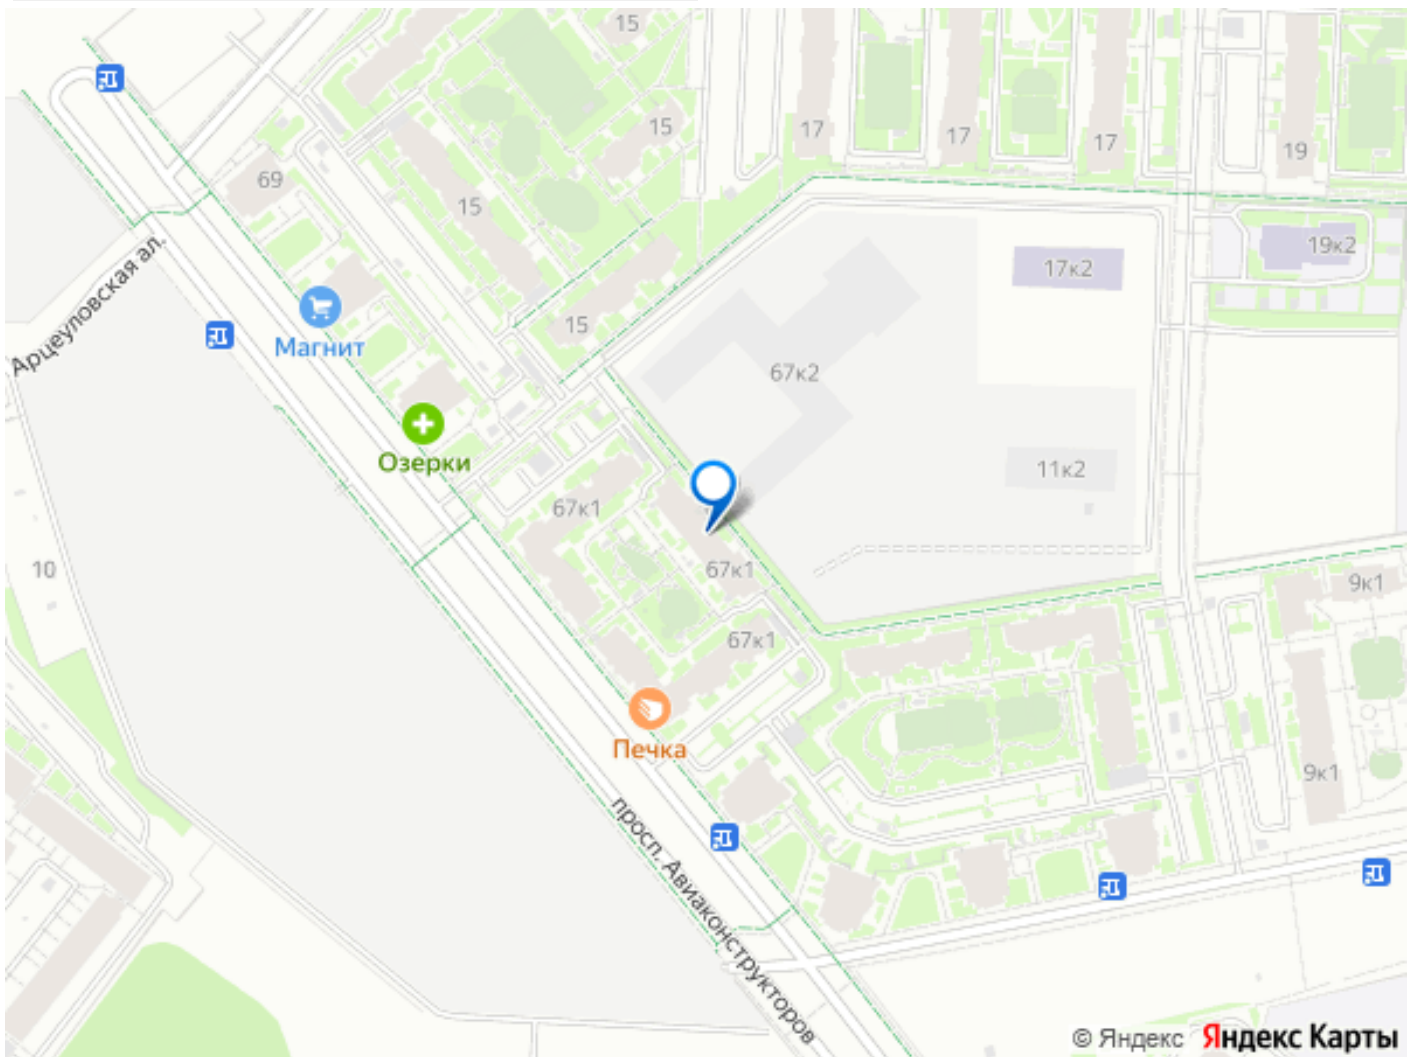 15
15
17
17
17
19
69
15
19к2
17к2
Арцеуловская ал.
Магнит
15
67к2
Озерки
11к2
67к1
10
67к1
9к1
67к1
Печка
9к1
просп. Авиаконструкторов
© Яндекс Яндекс Карты